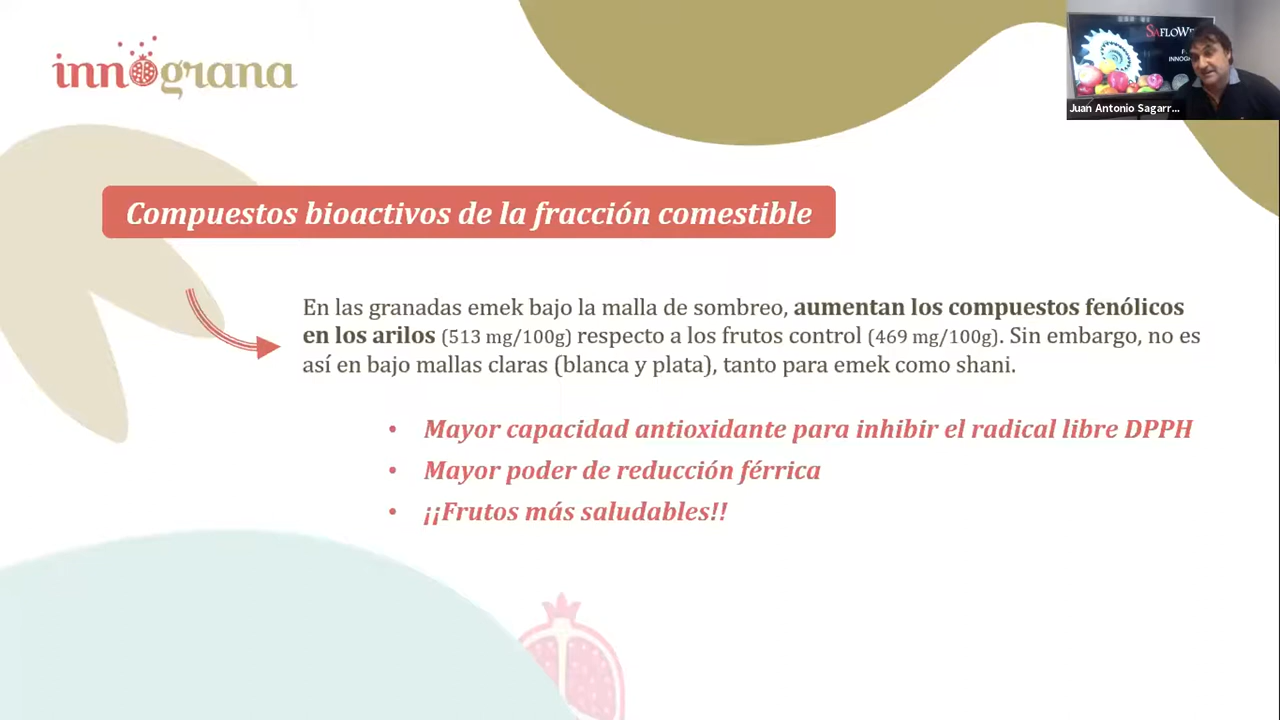 innograna
SAFLOWE
INNOG
Juan Antonio Sagarr...
Compuestos bioactivos de la fracción comestible
En las granadas emek bajo la malla de sombreo, aumentan los compuestos fenólicos
en los arilos (513 mg/100g) respecto a los frutos control (469 mg/100g). Sin embargo, no es
así en bajo mallas claras (blanca y plata), tanto para emek como shani.
• Mayor capacidad antioxidante para inhibir el radical libre DPPH
• Mayor poder de reducción férrica
• ¡¡Frutos más saludables!!